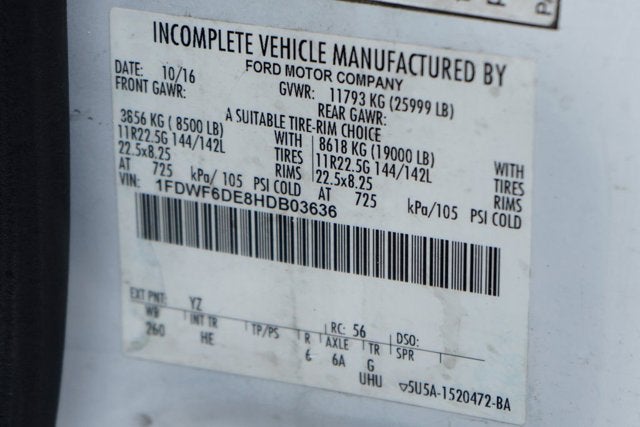 INCOMPLETE VEHICLE MANUFACTURED BY
FORD MOTOR COMPANY
DATE: 10/16 GVWR: 11793 KG (25999 LB)
FRONT GAWR: REAR GAWR:
A SUITABLE TIRE-RIM CHOICE
3856 KG ( 8500 LB) WITH 8618 KG (19000 LB) WITH
11R22.5G 144/142L TIRES 11R22.5G 144/142L TIRES
22.5x8.25 RIMS 22.5x8.25 RIMS
AT 725 kPa/ 105 PSI COLD AT 725 kPa/105 PSI COLD
VIN: 1FDWF6DE8HDB03636
EXT PNT: YZ RC: 56 DSO:
WB INT TR TP/PS R AXLE TR SPR
260 HE 6 6A G
UHU ▽5U5A-1520472-BA